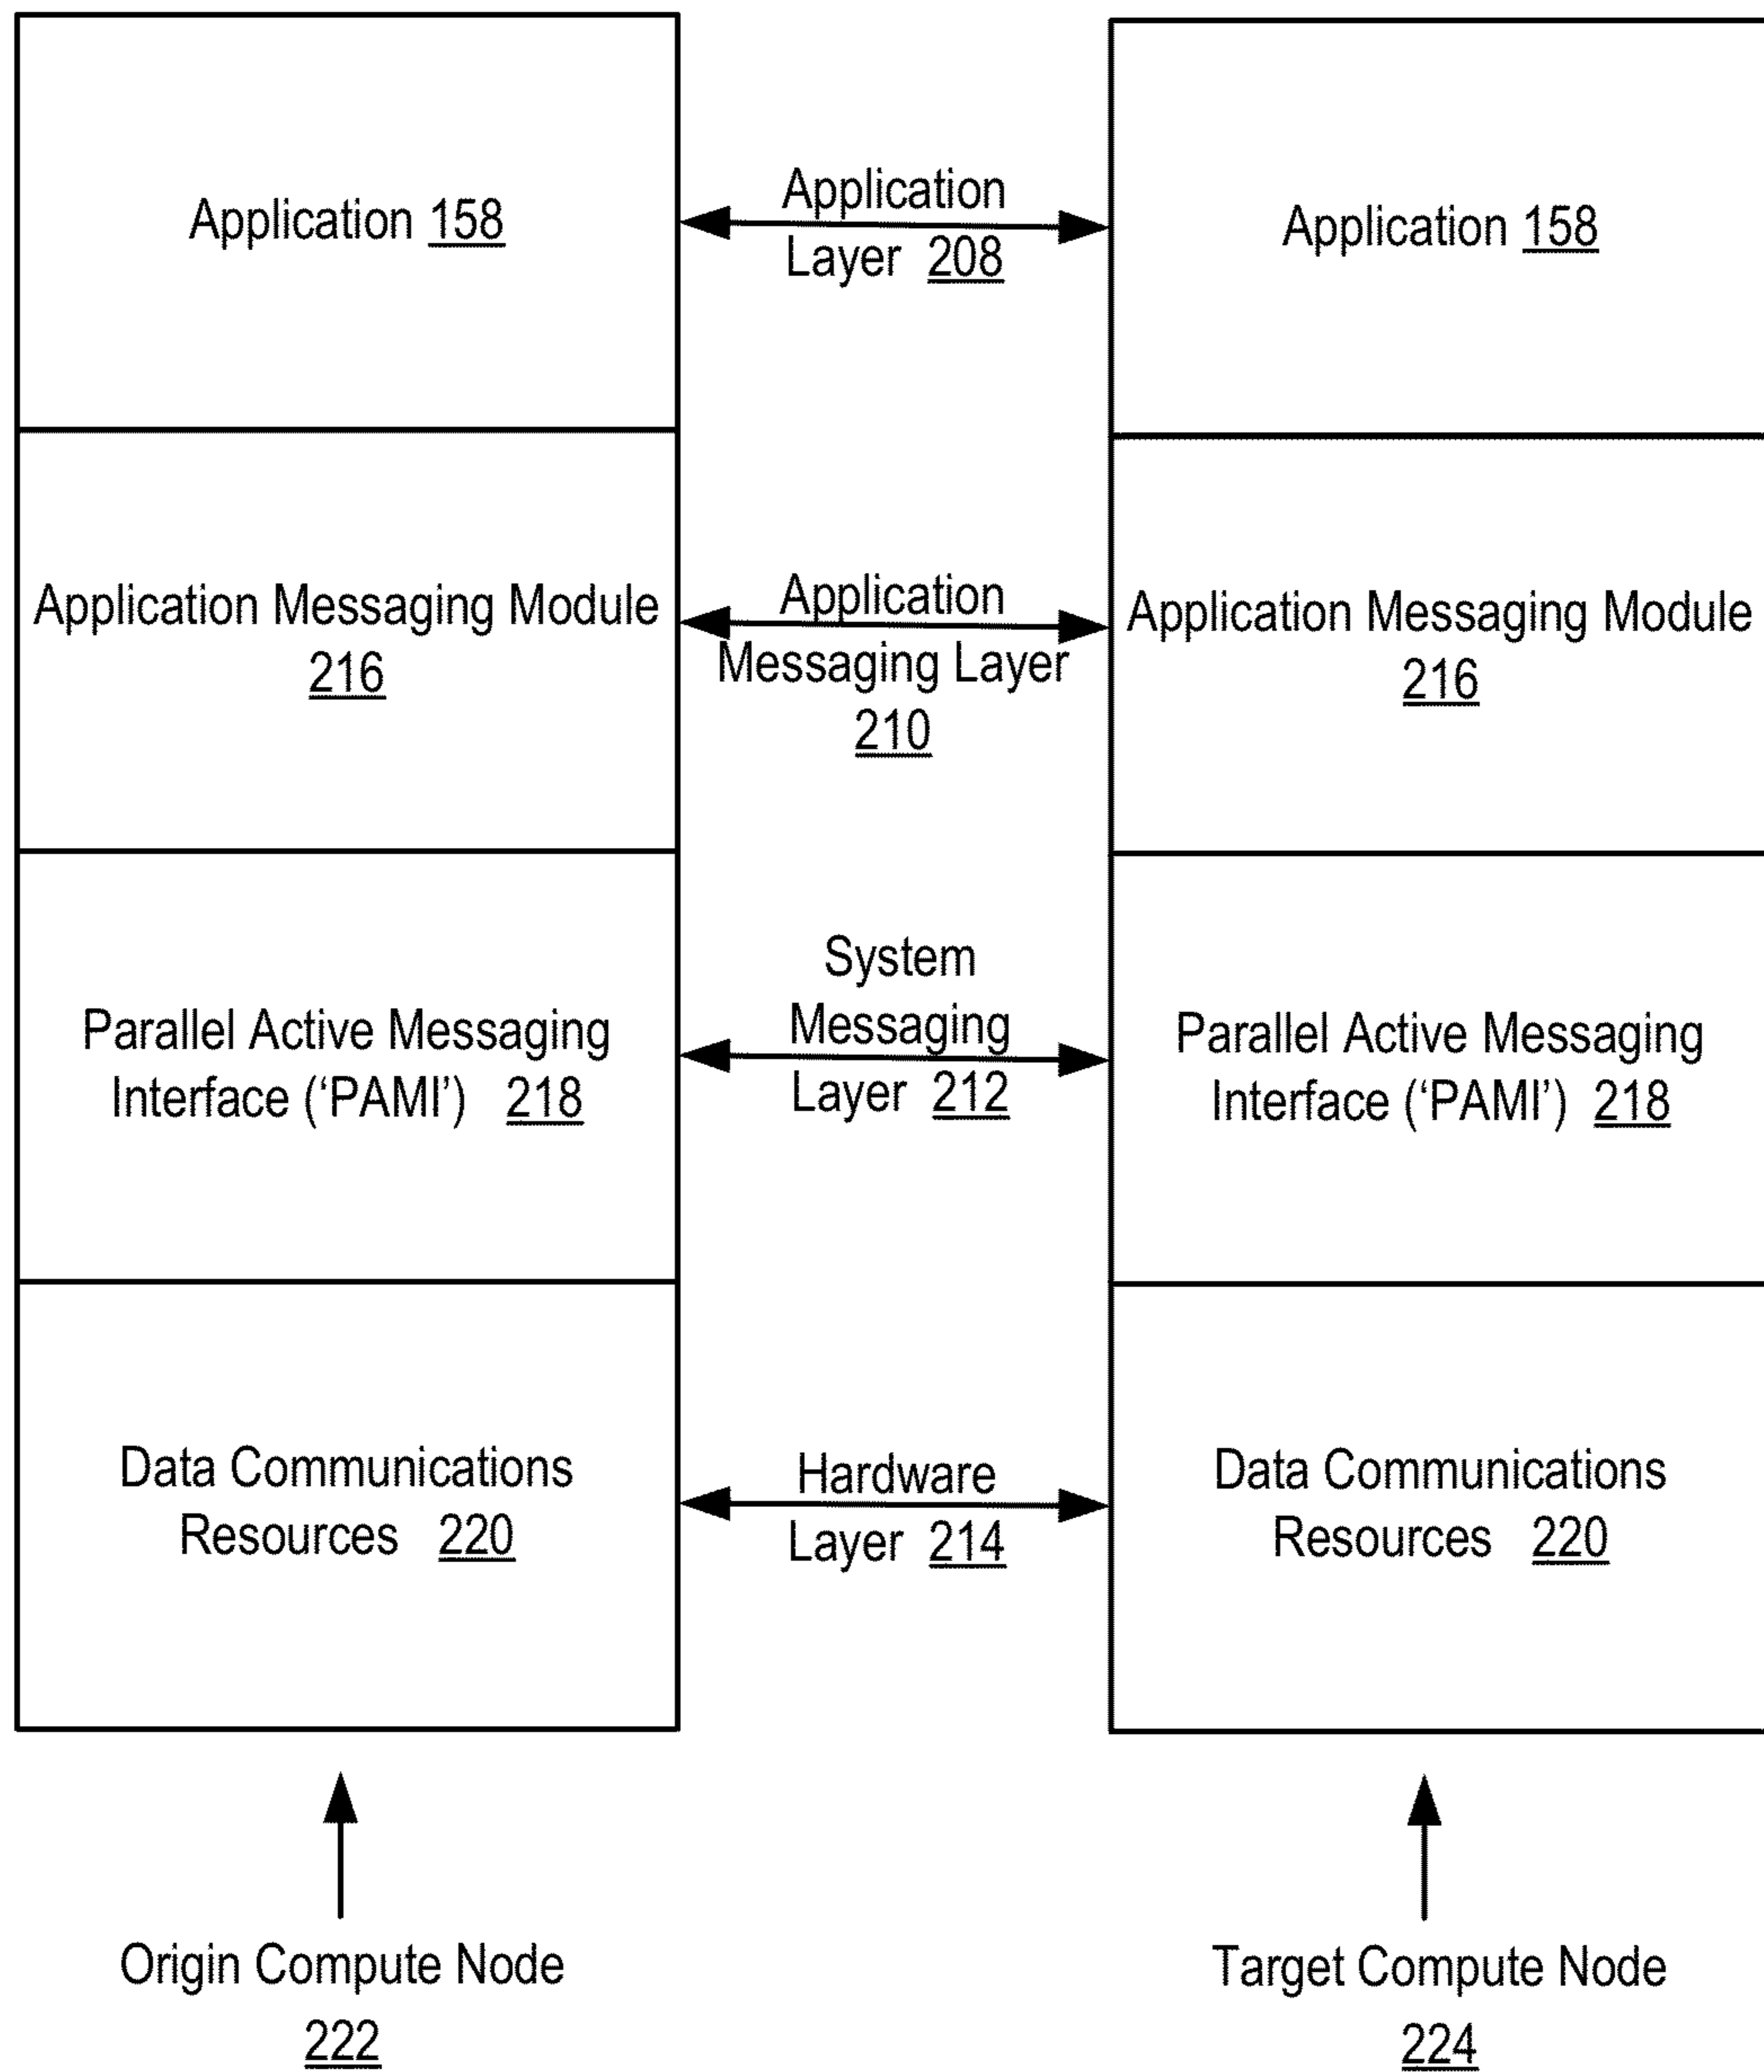 Application 158
Application
Layer 208
Application 158
Application Messaging Module
216
Application
Messaging Layer
210
Application Messaging Module
216
Parallel Active Messaging
Interface (‘PAMI’) 218
System
Messaging
Layer 212
Parallel Active Messaging
Interface (‘PAMI’) 218
Data Communications
Resources 220
Hardware
Layer 214
Data Communications
Resources 220
Origin Compute Node
222
Target Compute Node
224